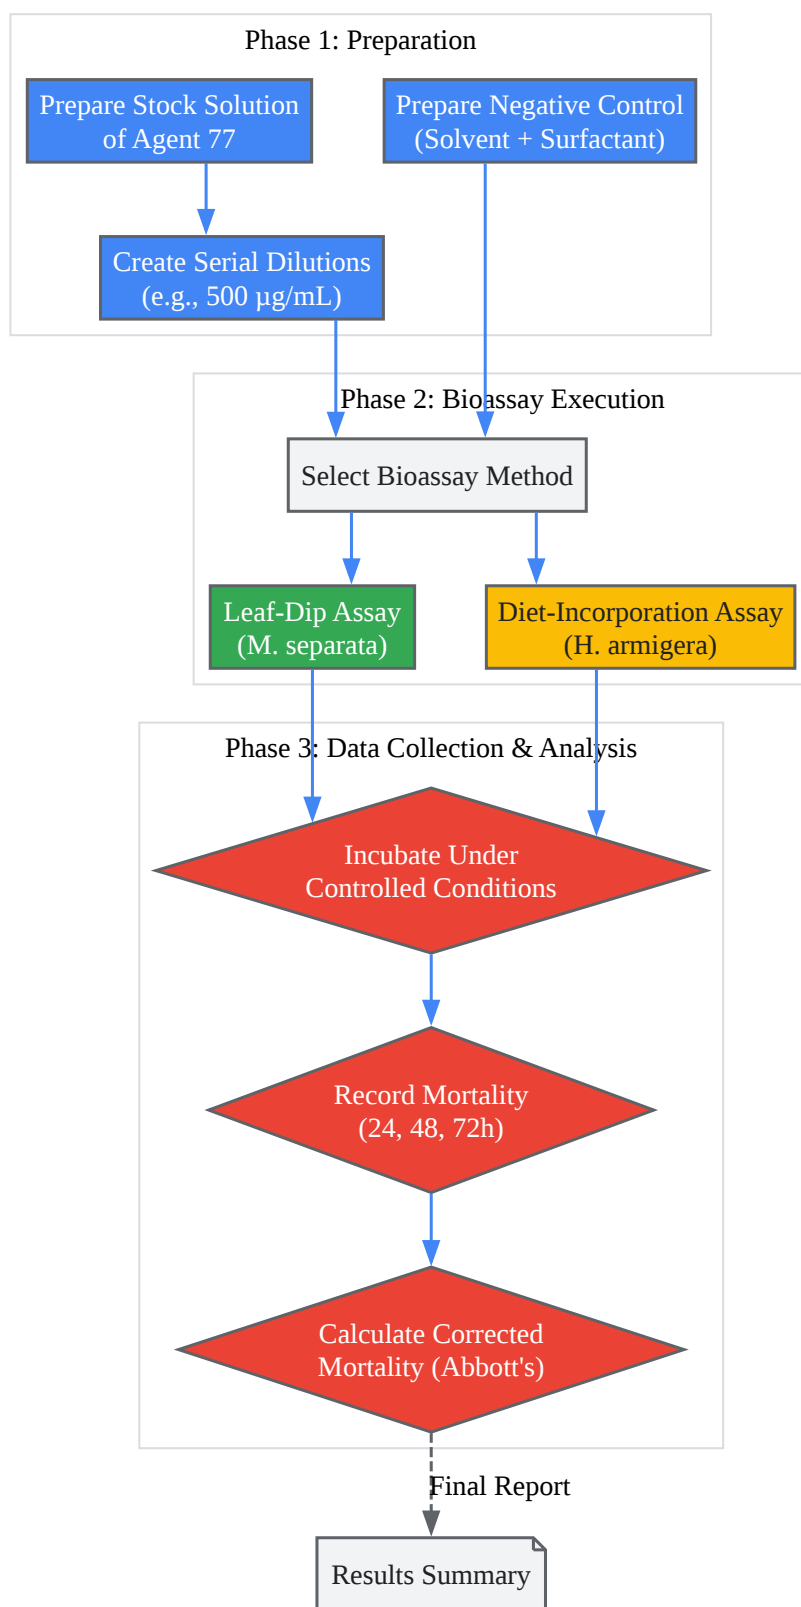 Phase 1: Preparation
Prepare Stock Solution
of Agent 77
Prepare Negative Control
(Solvent + Surfactant)
Create Serial Dilutions
(e.g., 500 µg/mL)
Phase 2: Bioassay Execution
Select Bioassay Method
Leaf-Dip Assay
(M. separata)
Diet-Incorporation Assay
(H. armigera)
Phase 3: Data Collection & Analysis
Incubate Under
Controlled Conditions
Record Mortality
(24, 48, 72h)
Calculate Corrected
Mortality (Abbott's)
Final Report
Results Summary